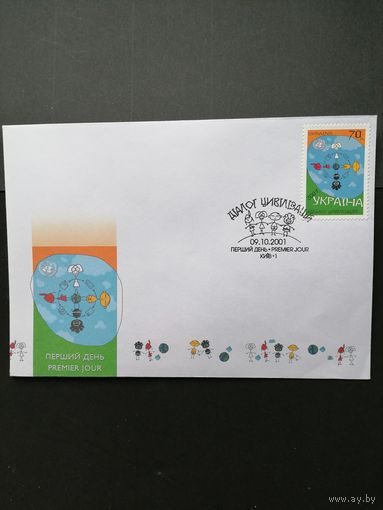 UKRAINE
70
УКРАЇНА
ДІАЛОГ ЦИВІЛІЗАЦІЙ
09.10.2001
ПЕРШИЙ ДЕНЬ • PREMIER JOUR
КИЇВ-1
ПЕРШИЙ ДЕНЬ
PREMIER JOUR
www.ay.by